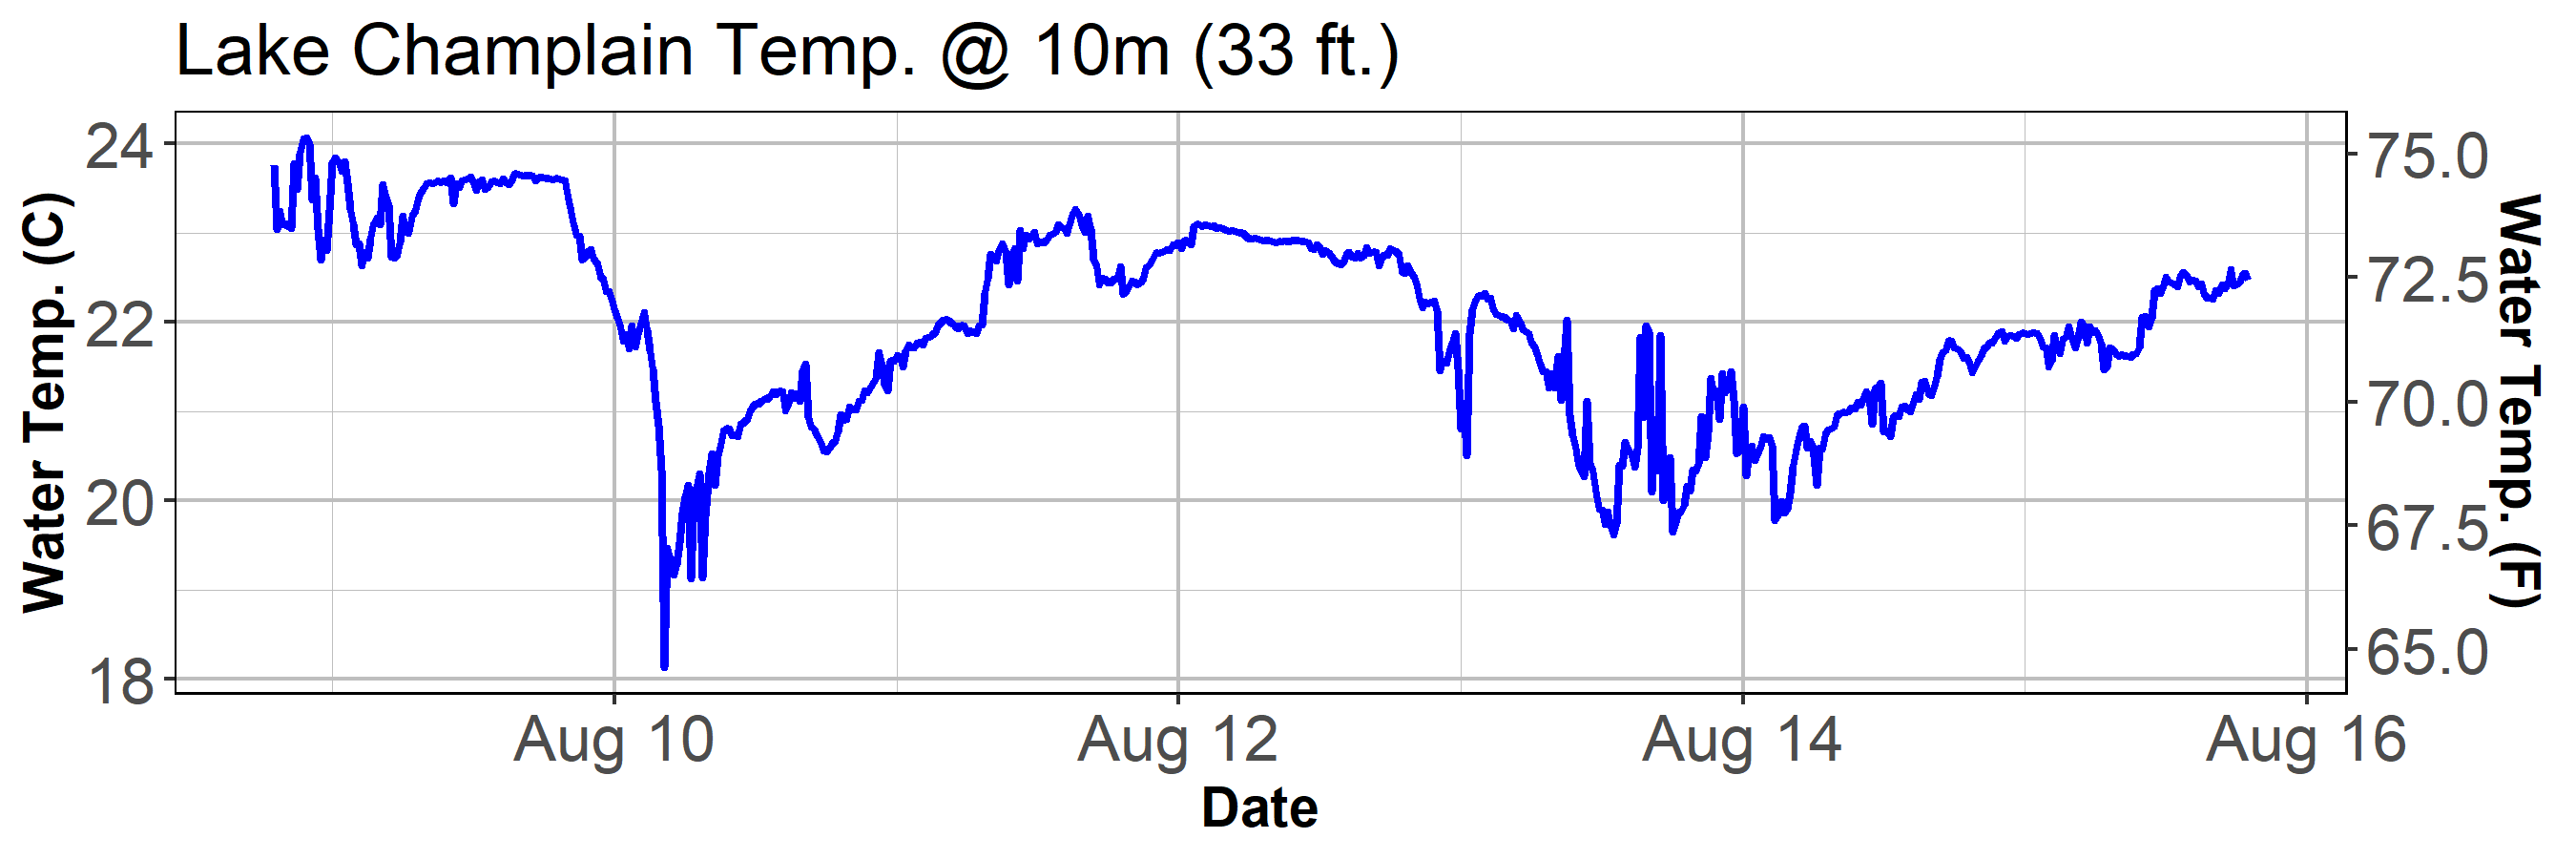 Lake Champlain Temp. @ 10m (33 ft.)
Water Temp. (C)
24
22
20
18
75.0
72.5
70.0
67.5
65.0
Water Temp. (F)
Aug 10
Aug 12
Aug 14
Aug 16
Date